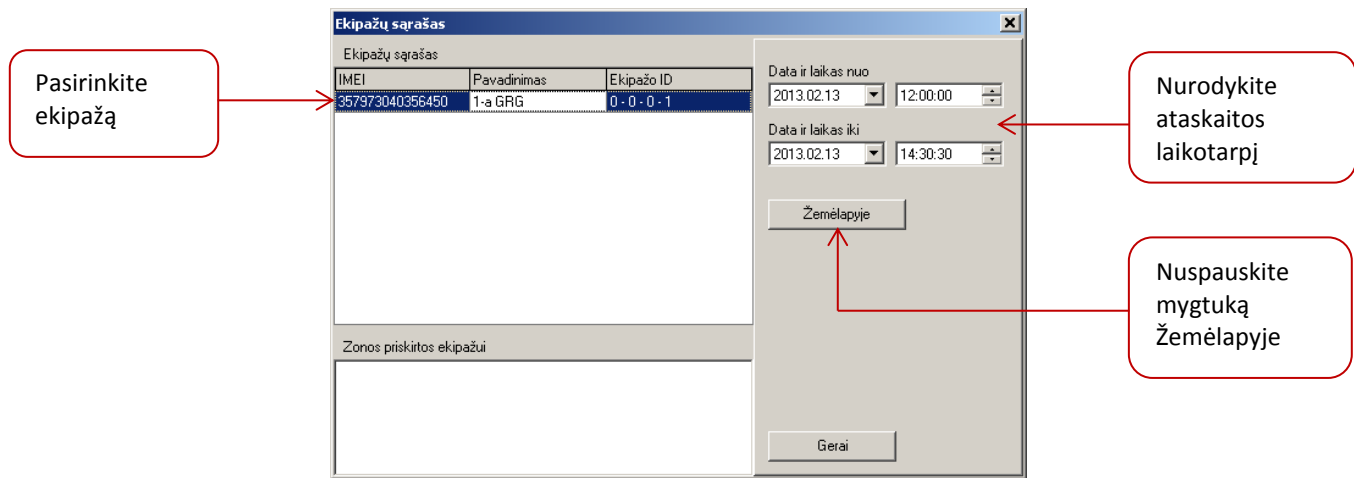 Ekipažų sąrašas
Ekipažų sąrašas
IMEI Pavadinimas Ekipažo ID
357973040356450 1-a GRG 0 - 0 - 0 - 1
Zonos priskirtos ekipažui
Data ir laikas nuo
2013.02.13 12:00:00
Data ir laikas iki
2013.02.13 14:30:30
Žemėlapyje
Gerai
Pasirinkite
ekipažą
Nurodykite
ataskaitos
laikotarpį
Nuspauskite
mygtuką
Žemėlapyje